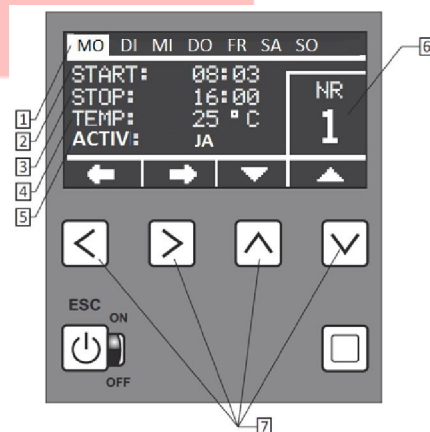 MO DI MI DO FR SA SO
START: 08:03
STOP: 16:00
TEMP: 25 °C
ACTIV: JA
NR
1
ESC
ON
OFF
1
2
3
4
5
6
7